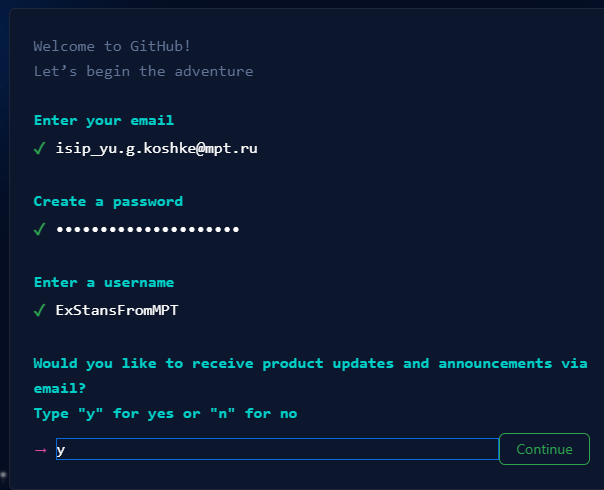 Welcome to GitHub!
Let’s begin the adventure
Enter your email
✓ isip_yu.g.koshke@mpt.ru
Create a password
✓ •••••••••••••••••••••
Enter a username
✓ ExStansFromMPT
Would you like to receive product updates and announcements via
email?
Type "y" for yes or "n" for no
→ y Continue